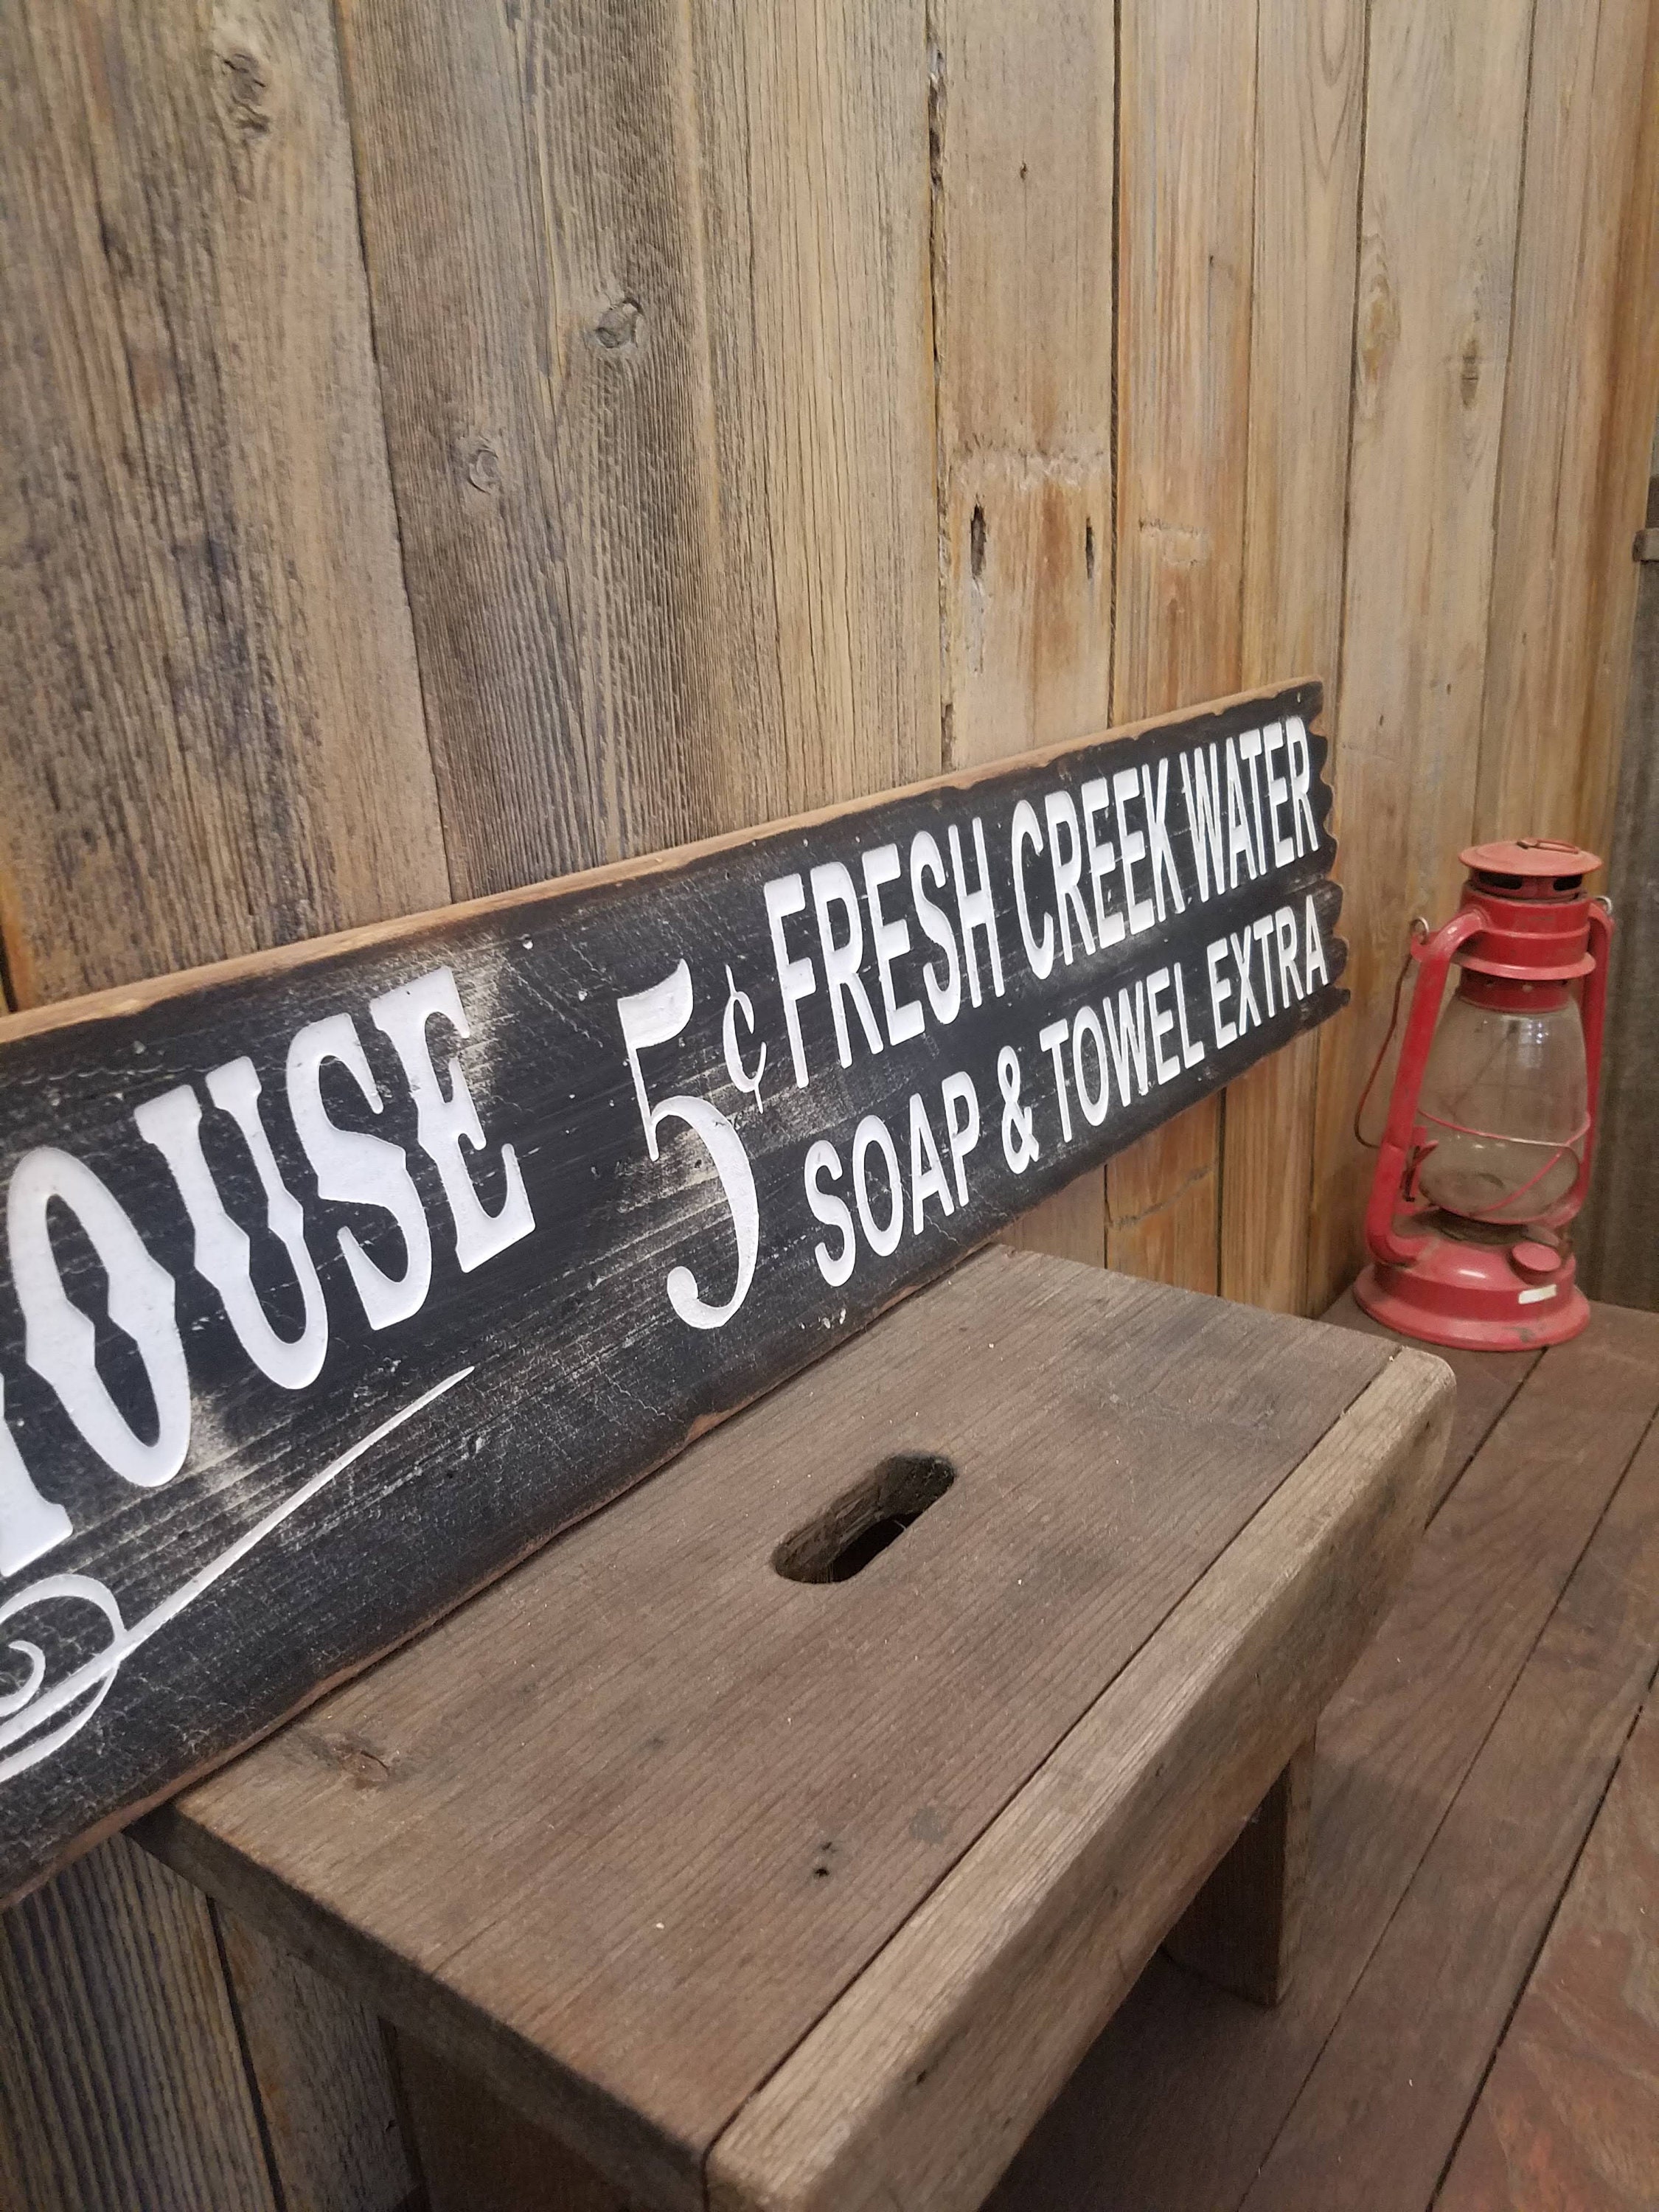 OUSE 5¢
FRESH CREEK WATER
SOAP & TOWEL EXTRA